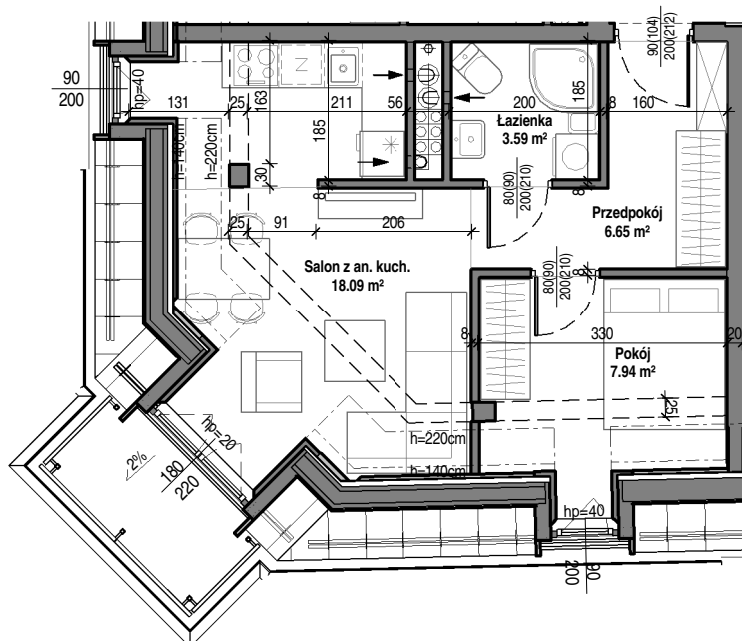 90
200
hp=40
131
25
163
211
56
200
185
8
160
90(104)
200(212)
h=140cm
h=220cm
185
30
8
Łazienka
3.59 m²
80(90)
200(210)
8
Przedpokój
6.65 m²
25
91
206
Salon z an. kuch.
18.09 m²
80(90)
200(210)
8
8
330
20
Pokój
7.94 m²
25
h=220cm
h=140cm
hp=20
180
220
2%
hp=40
90
200